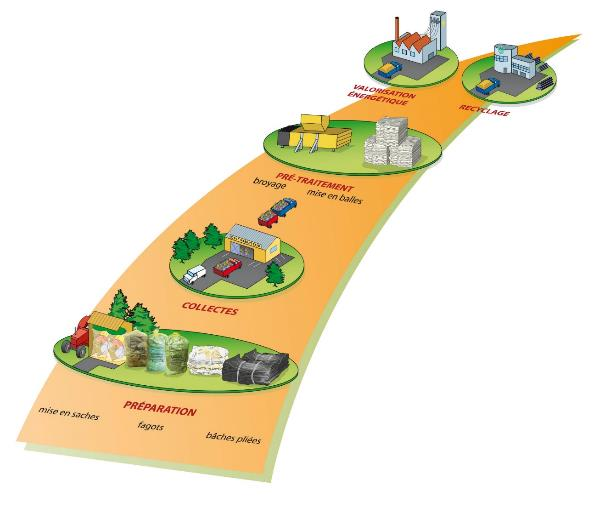 VALORISATION
ÉNERGÉTIQUE
RECYCLAGE
PRÉ-TRAITEMENT
broyage
mise en balles
COLLECTES
PRÉPARATION
mise en saches
fagots
bâches pliées